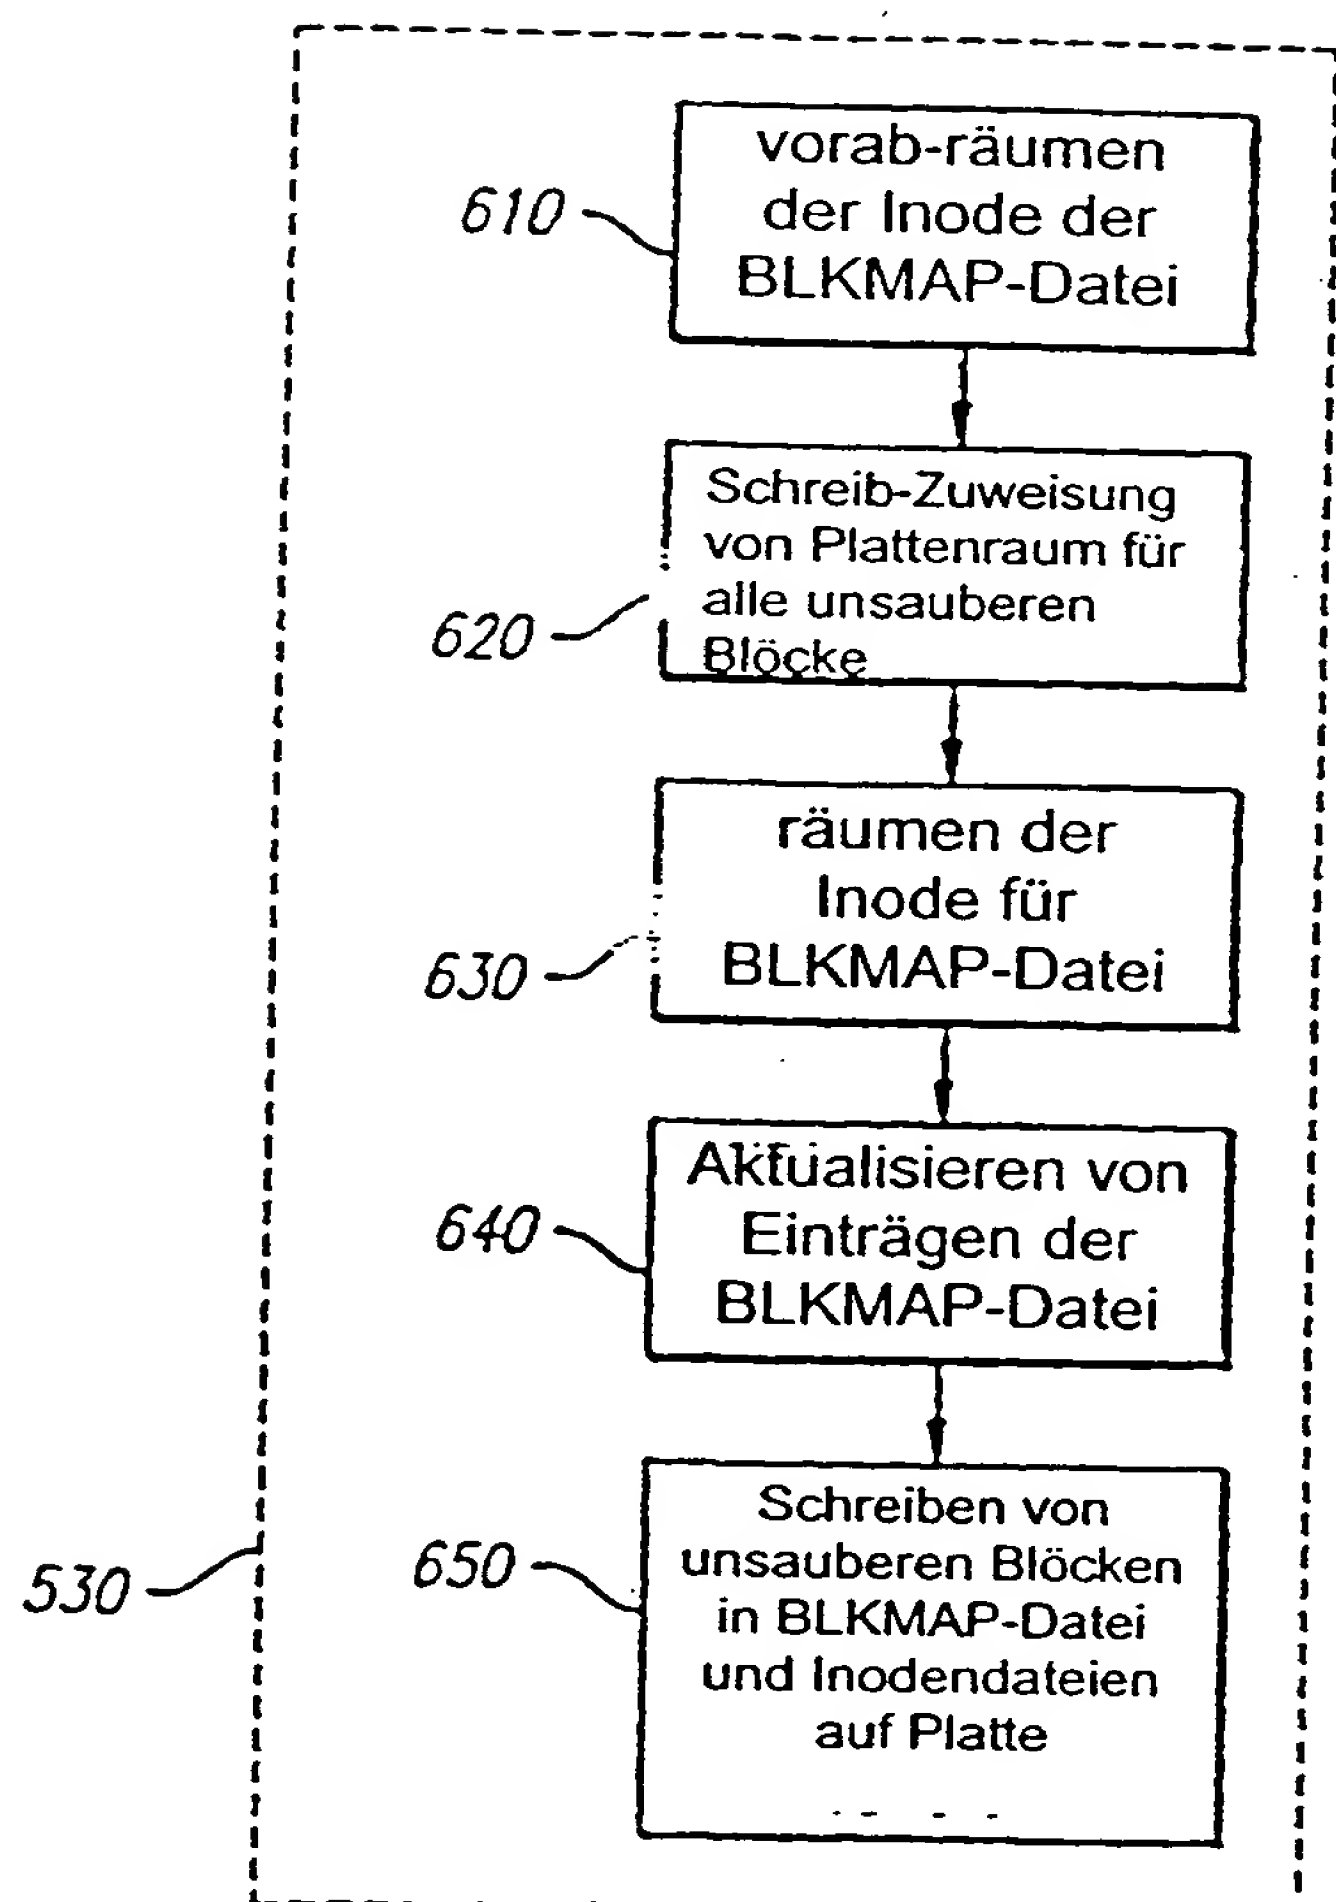 vorab-räumen
der Inode der
BLKMAP-Datei
610
Schreib-Zuweisung
von Plattenraum für
alle unsauberen
Blöcke
620
räumen der
Inode für
BLKMAP-Datei
630
Aktualisieren von
Einträgen der
BLKMAP-Datei
640
Schreiben von
unsauberen Blöcken
in BLKMAP-Datei
und Inodendateien
auf Platte
650
530